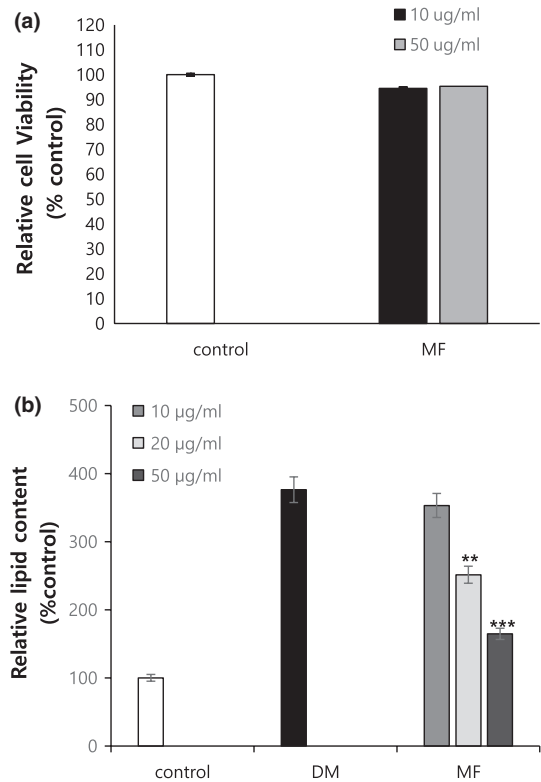 (a)
10 ug/ml
50 ug/ml
Relative cell Viability
(% control)
120
110
100
90
80
70
60
50
40
30
20
10
0
control
MF
(b)
10 µg/ml
20 µg/ml
50 µg/ml
Relative lipid content
(%control)
500
400
300
200
100
0
**
***
control
DM
MF